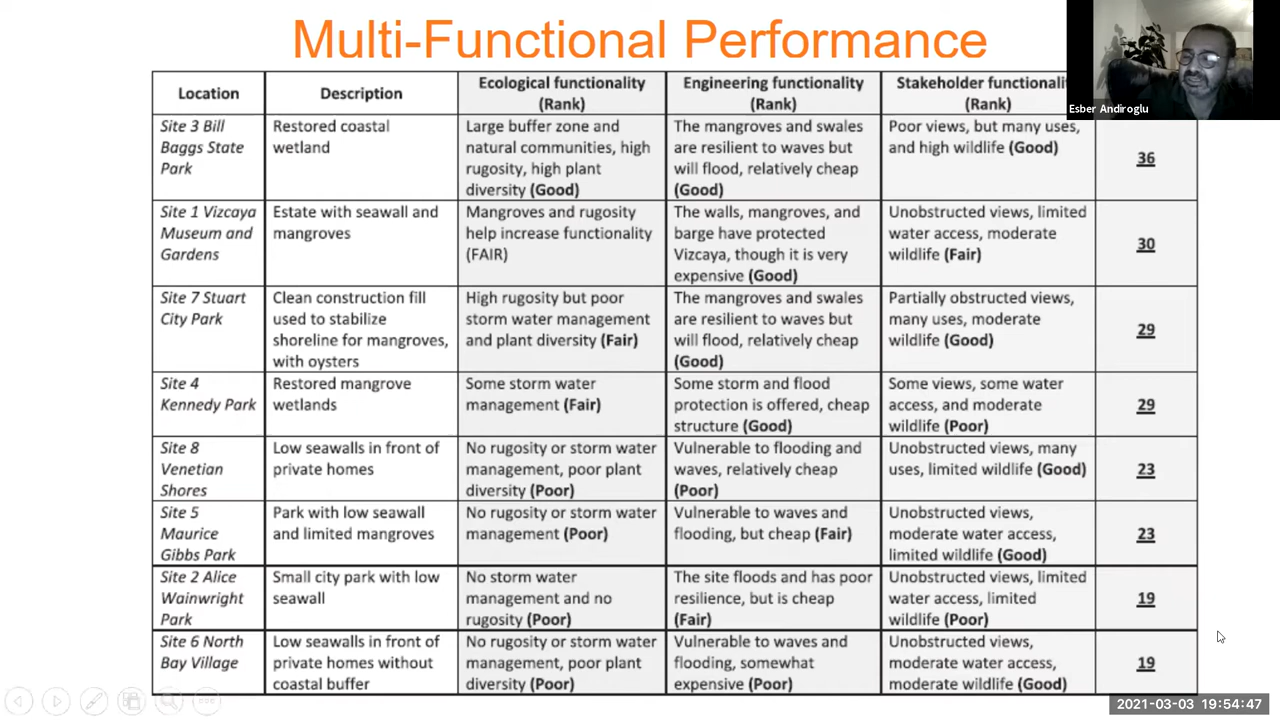 Multi-Functional Performance
Esber Andiroglu
Location
Description
Ecological functionality
(Rank)
Engineering functionality
(Rank)
Stakeholder functionalit
(Rank)
Site 3 Bill
Baggs State
Park
Restored coastal
wetland
Large buffer zone and
natural communities, high
rugosity, high plant
diversity (Good)
The mangroves and swales
are resilient to waves but
will flood, relatively cheap
(Good)
Poor views, but many uses,
and high wildlife (Good)
36
Site 1 Vizcaya
Museum and
Gardens
Estate with seawall and
mangroves
Mangroves and rugosity
help increase functionality
(FAIR)
The walls, mangroves, and
barge have protected
Vizcaya, though it is very
expensive (Good)
Unobstructed views, limited
water access, moderate
wildlife (Fair)
30
Site 7 Stuart
City Park
Clean construction fill
used to stabilize
shoreline for mangroves,
with oysters
High rugosity but poor
storm water management
and plant diversity (Fair)
The mangroves and swales
are resilient to waves but
will flood, relatively cheap
(Good)
Partially obstructed views,
many uses, moderate
wildlife (Good)
29
Site 4
Kennedy Park
Restored mangrove
wetlands
Some storm water
management (Fair)
Some storm and flood
protection is offered, cheap
structure (Good)
Some views, some water
access, and moderate
wildlife (Poor)
29
Site 8
Venetian
Shores
Low seawalls in front of
private homes
No rugosity or storm water
management, poor plant
diversity (Poor)
Vulnerable to flooding and
waves, relatively cheap
(Poor)
Unobstructed views, many
uses, limited wildlife (Good)
23
Site 5
Maurice
Gibbs Park
Park with low seawall
and limited mangroves
No rugosity or storm water
management (Poor)
Vulnerable to waves and
flooding, but cheap (Fair)
Unobstructed views,
moderate water access,
limited wildlife (Good)
23
Site 2 Alice
Wainwright
Park
Small city park with low
seawall
No storm water
management and no
rugosity (Poor)
The site floods and has poor
resilience, but is cheap
(Fair)
Unobstructed views, limited
water access, limited
wildlife (Poor)
19
Site 6 North
Bay Village
Low seawalls in front of
private homes without
coastal buffer
No rugosity or storm water
management, poor plant
diversity (Poor)
Vulnerable to waves and
flooding, somewhat
expensive (Poor)
Unobstructed views,
moderate water access,
moderate wildlife (Good)
19
2021-03-03 19:54:47